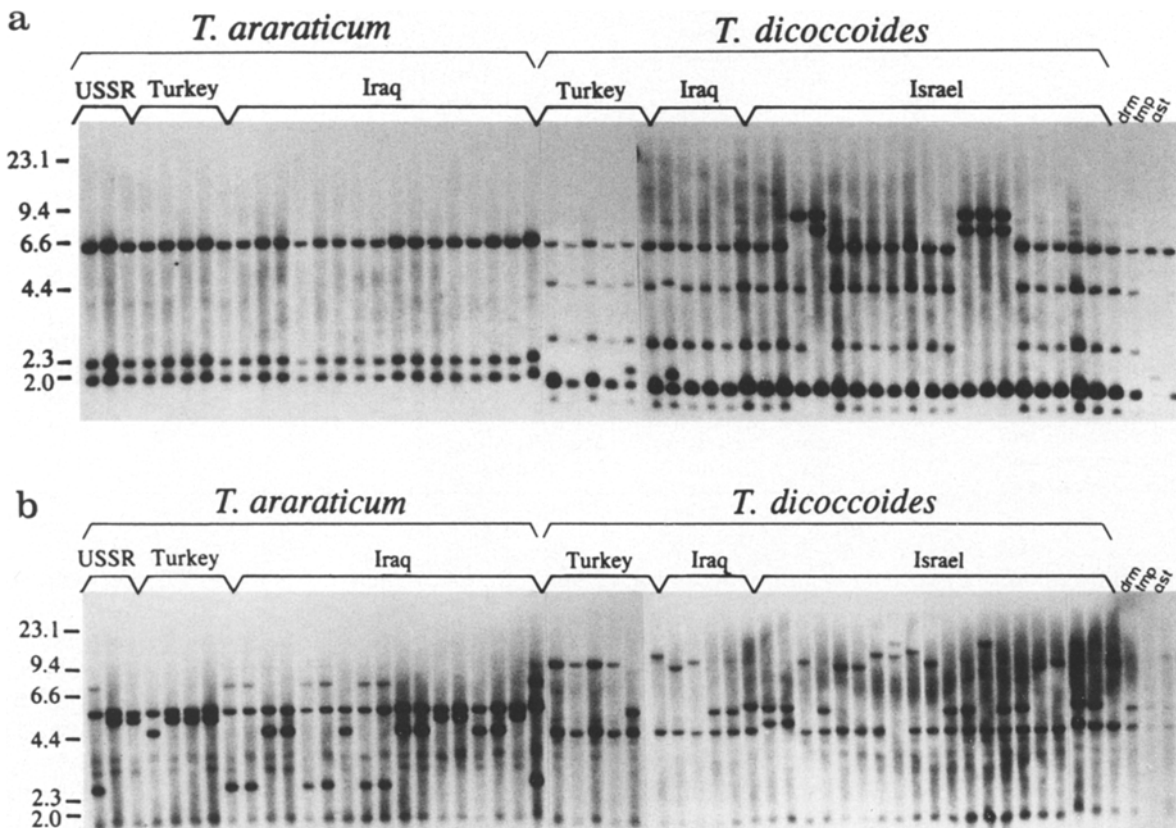 a
T. araraticum
T. dicoccoides
USSR Turkey Iraq Turkey Iraq Israel drm tmp ast
23.1
9.4
6.6
4.4
2.3
2.0
b
T. araraticum
T. dicoccoides
USSR Turkey Iraq Turkey Iraq Israel drm tmp ast
23.1
9.4
6.6
4.4
2.3
2.0